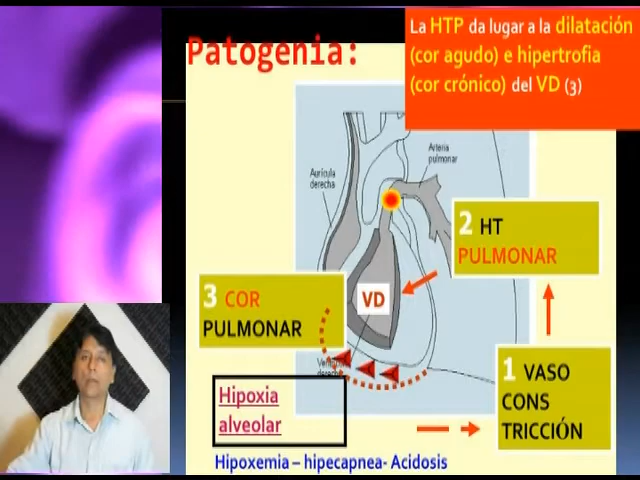 La HTP da lugar a la dilatación
(cor agudo) e hipertrofia
(cor crónico) del VD (3)
Patogenia:
Aurícula
derecha
Arteria
pulmonar
2 HT
PULMONAR
3 COR
PULMONAR
VD
1 VASO
CONS
TRICCIÓN
derecho
Hipoxia
alveolar
Hipoxemia – hipecapnea- Acidosis